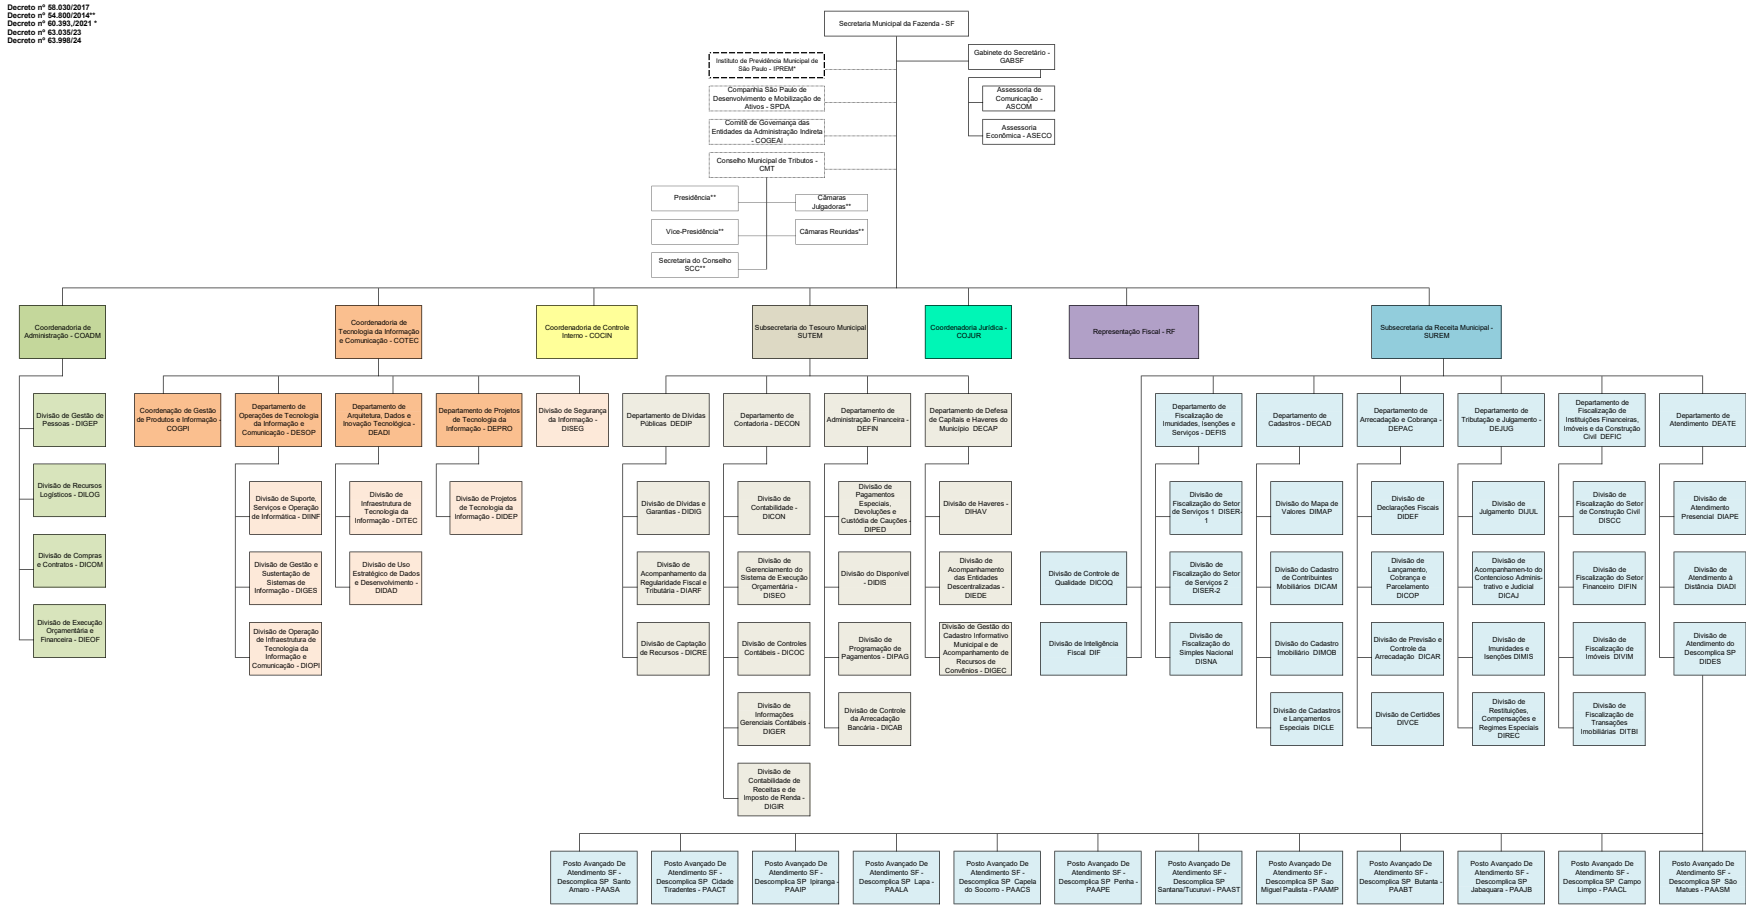 Decreto nº 58.030/2017
Decreto nº 54.800/2014**
Decreto nº 60.393,/2021 *
Decreto nº 63.035/23
Decreto nº 63.998/24
Secretaria Municipal da Fazenda - SF
Instituto de Previdência Municipal de
São Paulo - IPREM*
Gabinete do Secretário -
GABSF
Companhia São Paulo de
Desenvolvimento e Mobilização de
Ativos - SPDA
Assessoria de
Comunicação -
ASCOM
Comitê de Governança das
Entidades da Administração Indireta
- COGEAI
Assessoria
Econômica - ASECO
Conselho Municipal de Tributos -
CMT
Presidência**
Câmaras
Julgadoras**
Vice-Presidência**
Câmaras Reunidas**
Secretaria do Conselho
SCC**
Coordenadoria de
Administração - COADM
Coordenadoria de
Tecnologia da Informação
e Comunicação - COTEC
Coordenadoria de Controle
Interno - COCIN
Subsecretaria do Tesouro Municipal
SUTEM
Coordenadoria Jurídica -
COJUR
Representação Fiscal - RF
Subsecretaria da Receita Municipal -
SUREM
Divisão de Gestão de
Pessoas - DIGEP
Coordenação de Gestão
de Produtos e Informação -
COGPI
Departamento de
Operações de Tecnologia
da Informação e
Comunicação - DESOP
Departamento de
Arquitetura, Dados e
Inovação Tecnológica -
DEADI
Departamento de Projetos
de Tecnologia da
Informação - DEPRO
Divisão de Segurança
da Informação -
DISEG
Departamento de Dívidas
Públicas DEDIP
Departamento de
Contadoria - DECON
Departamento de
Administração Financeira -
DEFIN
Departamento de Defesa
de Capitais e Haveres do
Município DECAP
Departamento de
Fiscalização de
Imunidades, Isenções e
Serviços - DEFIS
Departamento de
Cadastros - DECAD
Departamento de
Arrecadação e Cobrança -
DEPAC
Departamento de
Tributação e Julgamento -
DEJUG
Departamento de
Fiscalização de
Instituições Financeiras,
Imóveis e da Construção
Civil DEFIC
Departamento de
Atendimento DEATE
Divisão de Recursos
Logísticos - DILOG
Divisão de Suporte,
Serviços e Operação
de Informática - DIINF
Divisão de
Infraestrutura de
Tecnologia da
Informação - DITEC
Divisão de Projetos
de Tecnologia da
Informação - DIDEP
Divisão de Dívidas e
Garantias - DIDIG
Divisão de
Contabilidade -
DICON
Divisão de
Pagamentos
Especiais,
Devoluções e
Custódia de Cauções -
DIPED
Divisão de Haveres -
DIHAV
Divisão de
Fiscalização do Setor
de Serviços 1 DISER-
1
Divisão do Mapa de
Valores DIMAP
Divisão de
Declarações Fiscais
DIDEF
Divisão de
Julgamento DIJUL
Divisão de
Fiscalização do Setor
de Construção Civil
DISCC
Divisão de
Atendimento
Presencial DIAPE
Divisão de Compras
e Contratos - DICOM
Divisão de Gestão e
Sustentação de
Sistemas de
Informação - DIGES
Divisão de Uso
Estratégico de Dados
e Desenvolvimento -
DIDAD
Divisão de
Acompanhamento da
Regularidade Fiscal e
Tributária - DIARF
Divisão de
Gerenciamento do
Sistema de Execução
Orçamentária -
DISEO
Divisão do Disponível -
DIDIS
Divisão de
Acompanhamento
das Entidades
Descentralizadas -
DIEDE
Divisão de Controle de
Qualidade DICOQ
Divisão de
Fiscalização do Setor
de Serviços 2
DISER-2
Divisão do Cadastro
de Contribuintes
Mobiliários DICAM
Divisão de
Lançamento,
Cobrança e
Parcelamento
DICOP
Divisão de
Acompanhamen-to do
Contencioso Adminis-
trativo e Judicial
DICAJ
Divisão de
Fiscalização do Setor
Financeiro DIFIN
Divisão de
Atendimento à
Distância DIADI
Divisão de Execução
Orçamentária e
Financeira - DIEOF
Divisão de Operação
de Infraestrutura de
Tecnologia da
Informação e
Comunicação - DIOPI
Divisão de Captação
de Recursos - DICRE
Divisão de Controles
Contábeis - DICOC
Divisão de
Programação de
Pagamentos - DIPAG
Divisão de Gestão do
Cadastro Informativo
Municipal e de
Acompanhamento de
Recursos de
Convênios - DIGEC
Divisão de Inteligência
Fiscal DIF
Divisão de
Fiscalização do
Simples Nacional
DISNA
Divisão do Cadastro
Imobiliário DIMOB
Divisão de Previsão e
Controle da
Arrecadação DICAR
Divisão de
Imunidades e
Isenções DIMIS
Divisão de
Fiscalização de
Imóveis DIVIM
Divisão de
Atendimento do
Descomplica SP
DIDES
Divisão de
Informações
Gerenciais Contábeis -
DIGER
Divisão de Controle
da Arrecadação
Bancária - DICAB
Divisão de Cadastros
e Lançamentos
Especiais DICLE
Divisão de Certidões
DIVCE
Divisão de
Restituições,
Compensações e
Regimes Especiais
DIREC
Divisão de
Fiscalização de
Transações
Imobiliárias DITBI
Divisão de
Contabilidade de
Receitas e de
Imposto de Renda -
DIGIR
Posto Avançado De
Atendimento SF -
Descomplica SP Santo
Amaro - PAASA
Posto Avançado De
Atendimento SF -
Descomplica SP Cidade
Tiradentes - PAACT
Posto Avançado De
Atendimento SF -
Descomplica SP Ipiranga -
PAAIP
Posto Avançado De
Atendimento SF -
Descomplica SP Lapa -
PAALA
Posto Avançado De
Atendimento SF -
Descomplica SP Capela
do Socorro - PAACS
Posto Avançado De
Atendimento SF -
Descomplica SP Penha -
PAAPE
Posto Avançado De
Atendimento SF -
Descomplica SP
Santana/Tucuruvi - PAAST
Posto Avançado De
Atendimento SF -
Descomplica SP Sao
Miguel Paulista - PAAMP
Posto Avançado De
Atendimento SF -
Descomplica SP Butanta -
PAABT
Posto Avançado De
Atendimento SF -
Descomplica SP
Jabaquara - PAAJB
Posto Avançado De
Atendimento SF -
Descomplica SP Campo
Limpo - PAACL
Posto Avançado De
Atendimento SF -
Descomplica SP São
Matues - PAASM